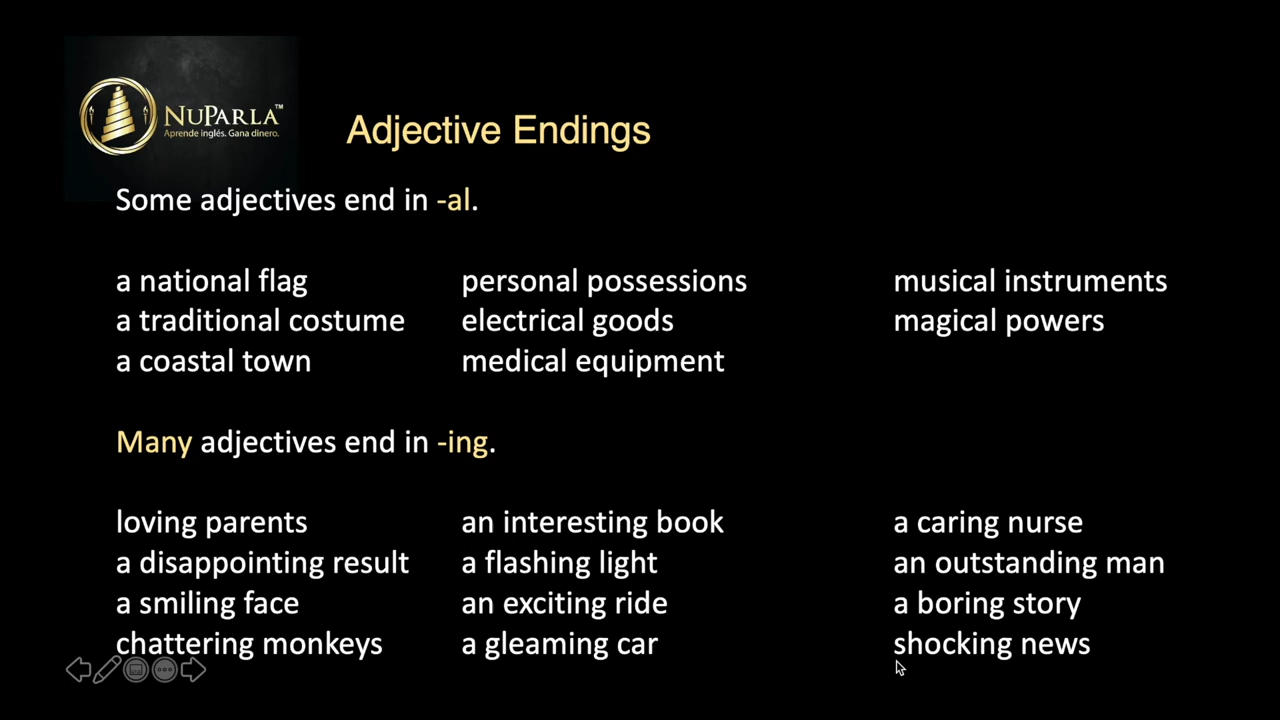 NUPARLA™
Aprende inglés. Gana dinero.
Adjective Endings
Some adjectives end in -al.
a national flag personal possessions musical instruments
a traditional costume electrical goods magical powers
a coastal town medical equipment
Many adjectives end in -ing.
loving parents an interesting book a caring nurse
a disappointing result a flashing light an outstanding man
a smiling face an exciting ride a boring story
chattering monkeys a gleaming car shocking news